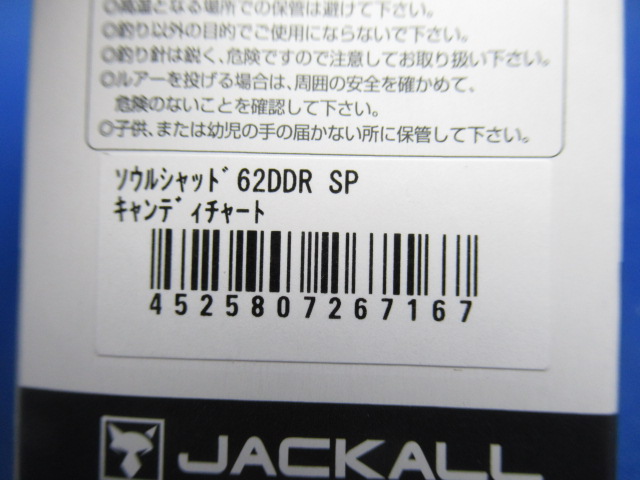 ◎高温となる場所での保管は避けて下さい。
◎釣り以外の目的でご使用にならないで下さい。
◎釣り針は鋭く、危険ですので注意してお取り扱い下さい。
◎ルアーを投げる場合は、周囲の安全を確かめて、
危険のないことを確認して下さい。
◎子供、または幼児の手の届かない所に保管して下さい。
ソウルシャッド62DDR SP
キャンディチャート
4525807267167
JACKALL